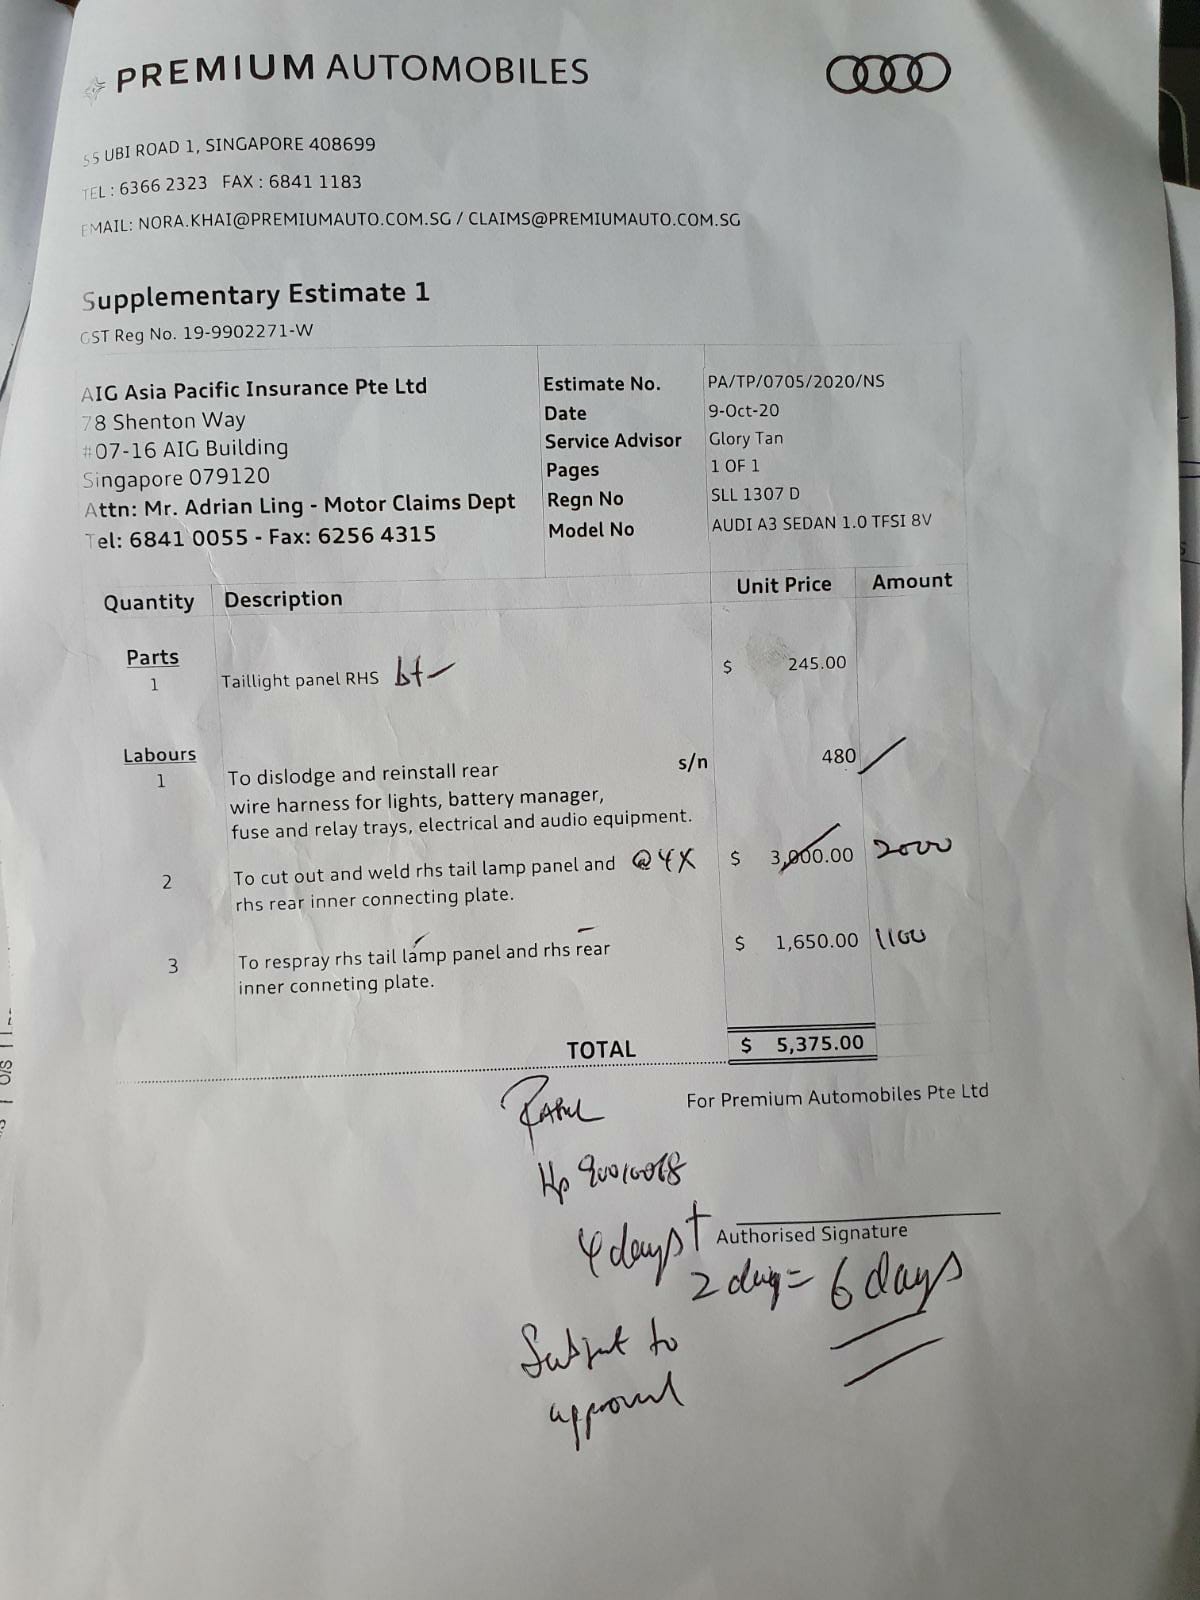 PREMIUM AUTOMOBILES
55 UBI ROAD 1, SINGAPORE 408699
TEL : 6366 2323 FAX : 6841 1183
EMAIL: NORA.KHAI@PREMIUMAUTO.COM.SG / CLAIMS@PREMIUMAUTO.COM.SG
Supplementary Estimate 1
GST Reg No. 19-9902271-W
AIG Asia Pacific Insurance Pte Ltd
78 Shenton Way
#07-16 AIG Building
Singapore 079120
Attn: Mr. Adrian Ling - Motor Claims Dept
Tel: 6841 0055 - Fax: 6256 4315
Estimate No. PA/TP/0705/2020/NS
Date 9-Oct-20
Service Advisor Glory Tan
Pages 1 OF 1
Regn No SLL 1307 D
Model No AUDI A3 SEDAN 1.0 TFSI 8V
Quantity Description Unit Price Amount
Parts
1 Taillight panel RHS $ 245.00
Labours
1 To dislodge and reinstall rear s/n 480
wire harness for lights, battery manager,
fuse and relay trays, electrical and audio equipment.
2 To cut out and weld rhs tail lamp panel and @ 4X $ 3,000.00 2000
rhs rear inner connecting plate.
3 To respray rhs tail lamp panel and rhs rear $ 1,650.00 1100
inner conneting plate.
TOTAL $ 5,375.00
For Premium Automobiles Pte Ltd
Hp
Authorised Signature
4 days +
2 days = 6 days
Subject to
approval